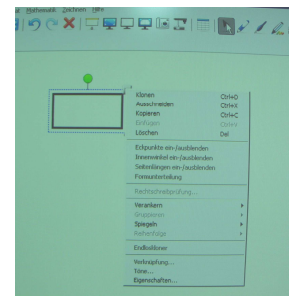 Mathematik Zeichnen Hilfe
Klonen Ctrl+D
Ausschneiden Ctrl+X
Kopieren Ctrl+C
Einfügen Ctrl+V
Löschen Del
Eckpunkte ein-/ausblenden
Innenwinkel ein-/ausblenden
Seitenlängen ein-/ausblenden
Formunterteilung
Rechtschreibprüfung...
Verankern
Gruppieren
Spiegeln
Reihenfolge
Endlosfloner
Verknüpfung...
Töne...
Eigenschaften...